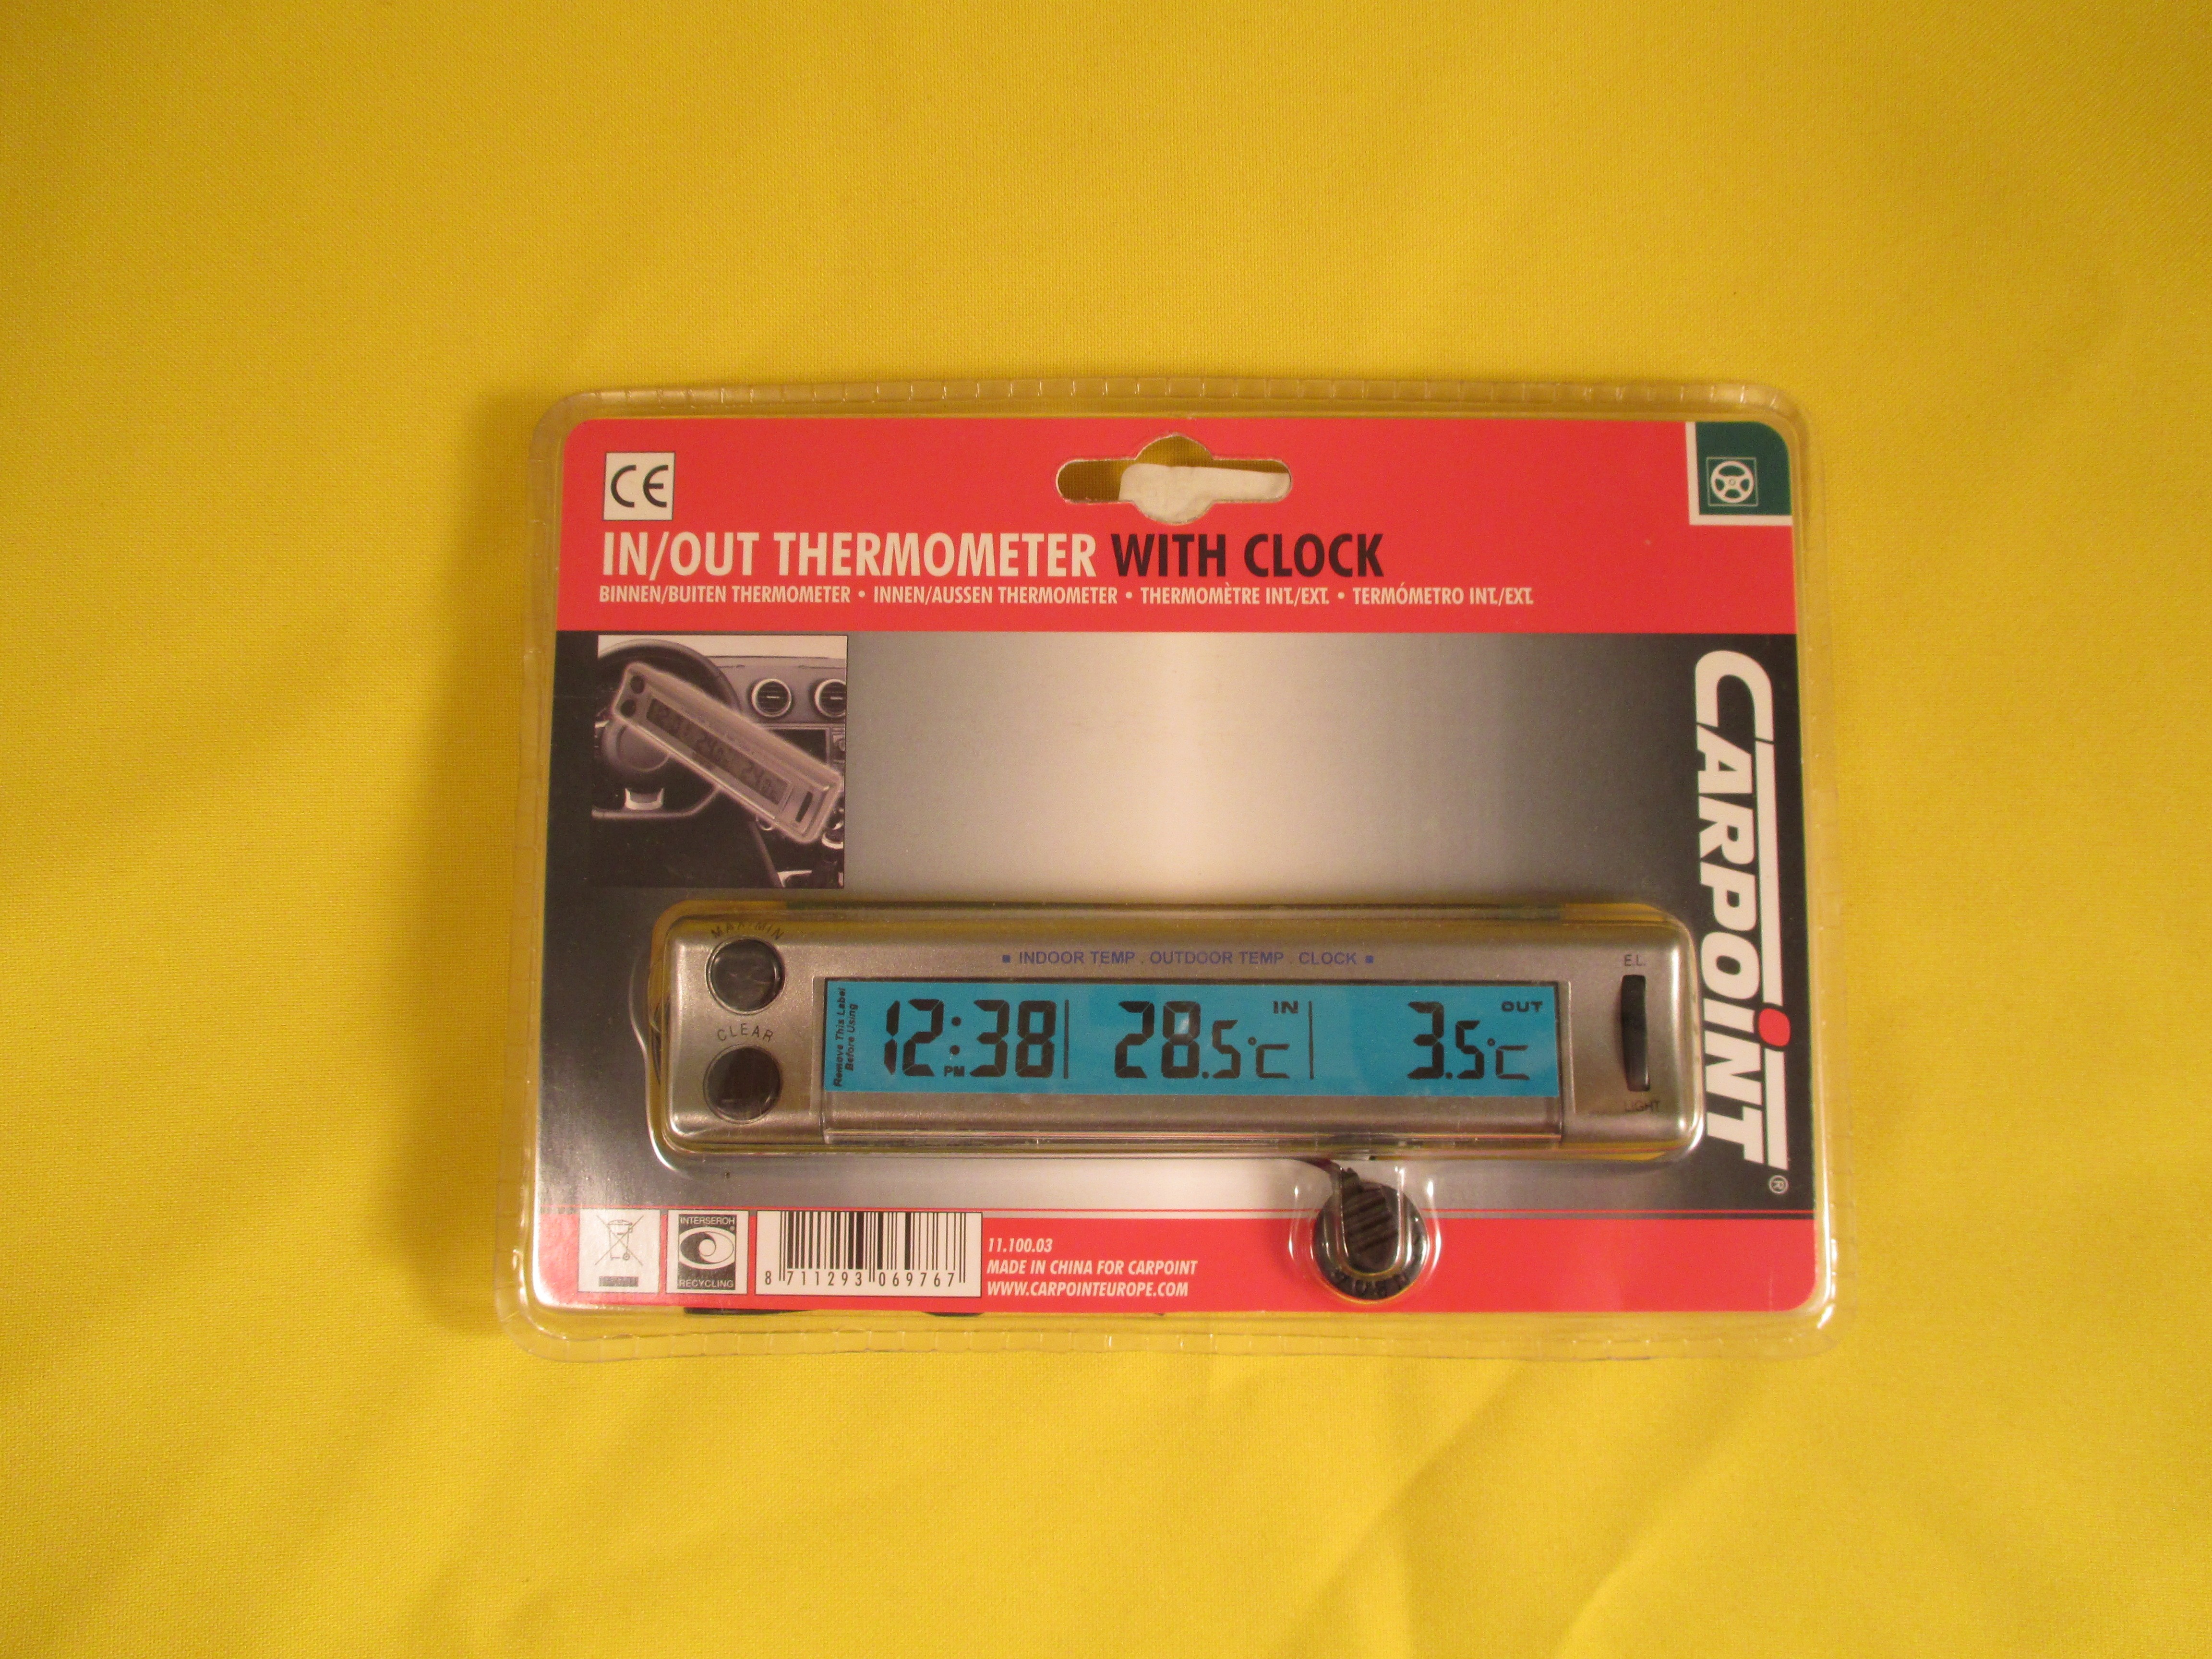 CE
IN/OUT THERMOMETER WITH CLOCK
BINNEN/BUITEN THERMOMETER • INNEN/AUSSEN THERMOMETER • THERMOMÈTRE INT./EXT. • TERMÓMETRO INT./EXT.
CARPOINT®
MAX/MIN
CLEAR
■ INDOOR TEMP . OUTDOOR TEMP . CLOCK ■
E.L.
LIGHT
Remove This Label
Before Using
12:38 PM
28.5°C IN
3.5°C OUT
INTERSEROH®
RECYCLING
8 711293 069767
11.100.03
MADE IN CHINA FOR CARPOINT
WWW.CARPOINTEUROPE.COM